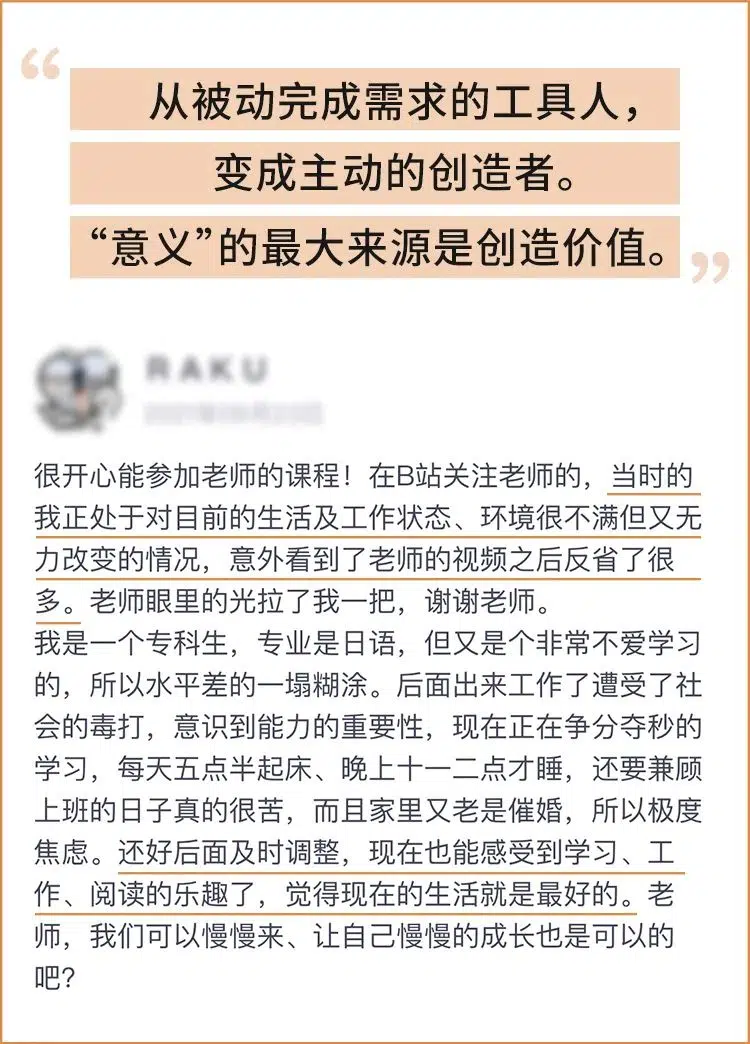 “
从被动完成需求的工具人，
变成主动的创造者。
“意义”的最大来源是创造价值。
”
RAKU
很开心能参加老师的课程！在B站关注老师的，当时的
我正处于对目前的生活及工作状态、环境很不满但又无
力改变的情况，意外看到了老师的视频之后反省了很
多。老师眼里的光拉了我一把，谢谢老师。
我是一个专科生，专业是日语，但又是个非常不爱学习
的，所以水平差的一塌糊涂。后面出来工作了遭受了社
会的毒打，意识到能力的重要性，现在正在争分夺秒的
学习，每天五点半起床、晚上十一二点才睡，还要兼顾
上班的日子真的很苦，而且家里又老是催婚，所以极度
焦虑。还好后面及时调整，现在也能感受到学习、工
作、阅读的乐趣了，觉得现在的生活就是最好的。老
师，我们可以慢慢来、让自己慢慢的成长也是可以的
吧？